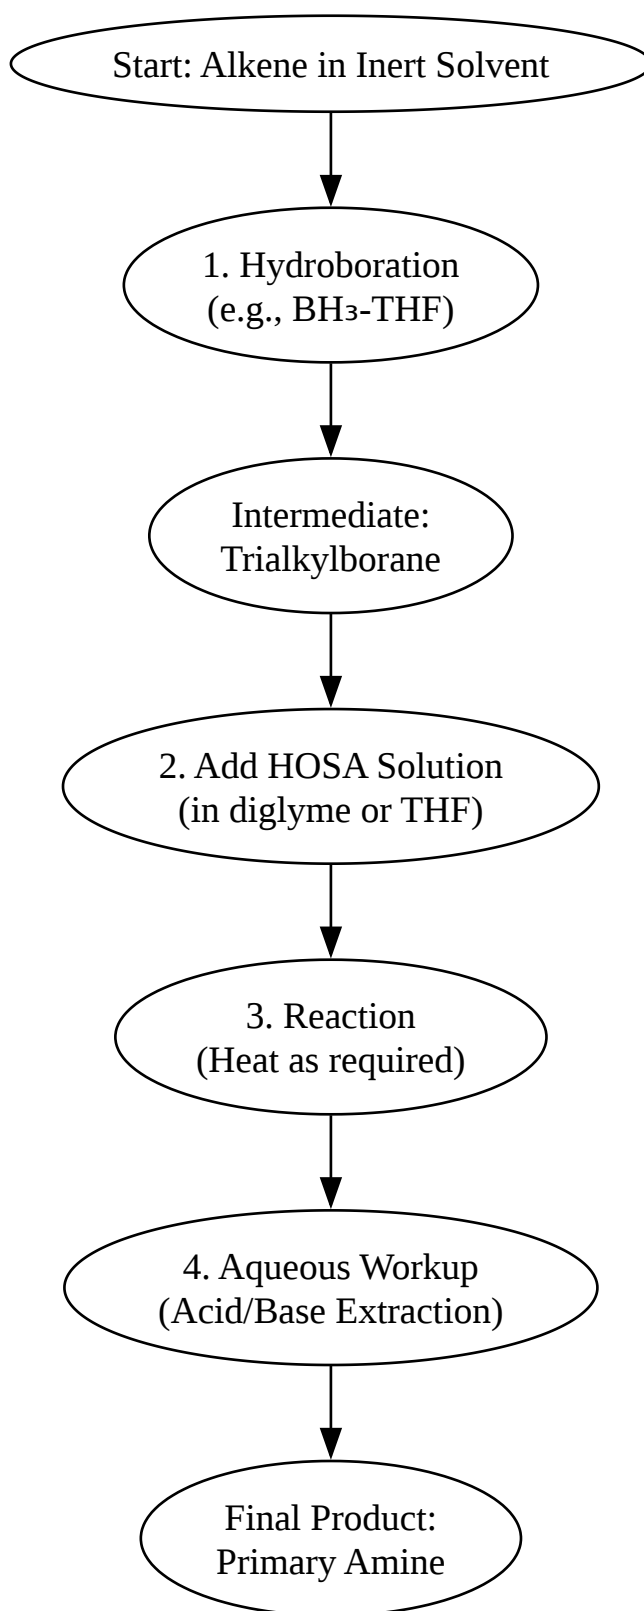 Start: Alkene in Inert Solvent
1. Hydroboration
(e.g., BH₃-THF)
Intermediate:
Trialkylborane
2. Add HOSA Solution
(in diglyme or THF)
3. Reaction
(Heat as required)
4. Aqueous Workup
(Acid/Base Extraction)
Final Product:
Primary Amine